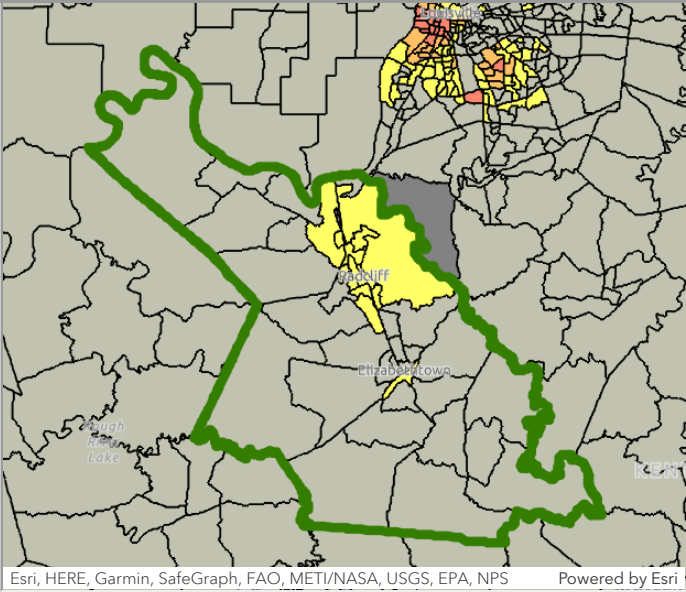 Louisville
Radcliff
Elizabethtown
Rough
River
Lake
KEN
Esri, HERE, Garmin, SafeGraph, FAO, METI/NASA, USGS, EPA, NPS
Powered by Esri